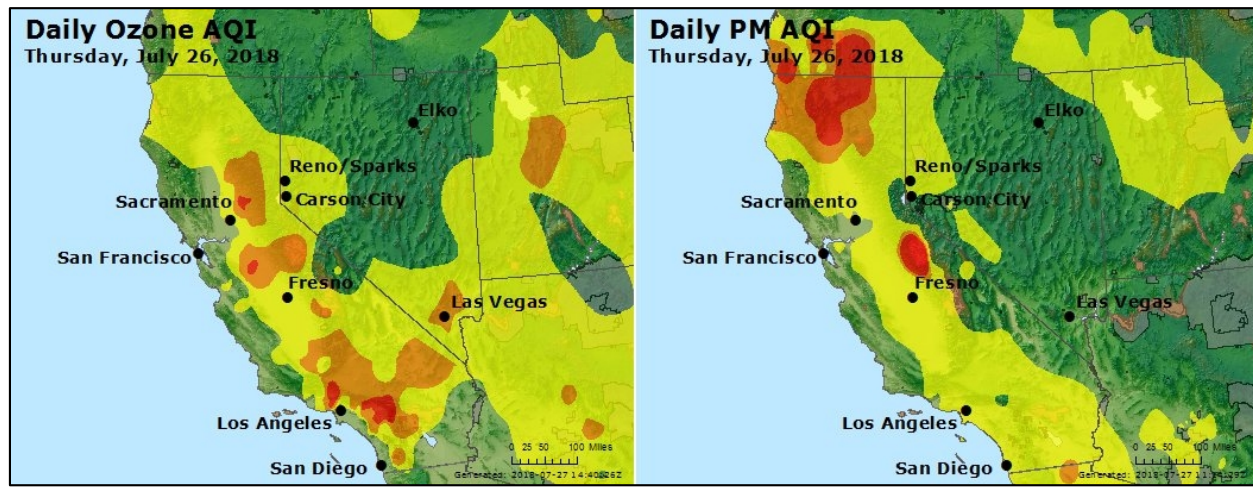 Daily Ozone AQI
Thursday, July 26, 2018
Elko
Reno/Sparks
Carson City
Sacramento
San Francisco
Fresno
Las Vegas
Los Angeles
San Diego
0 25 50 100 Miles
Daily PM AQI
Thursday, July 26, 2018
Elko
Reno/Sparks
Carson City
Sacramento
San Francisco
Fresno
Las Vegas
Los Angeles
San Diego
0 25 50 100 Miles